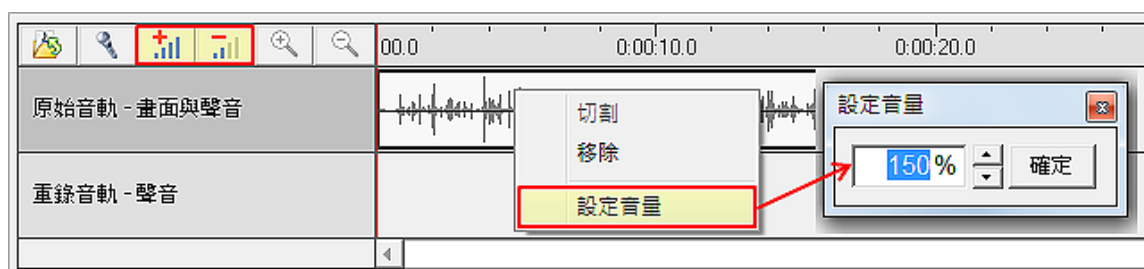 00.0 0:00:10.0 0:00:20.0
原始音軌 - 畫面與聲音
切割
移除
設定音量
設定音量
150 %
確定
重錄音軌 - 聲音